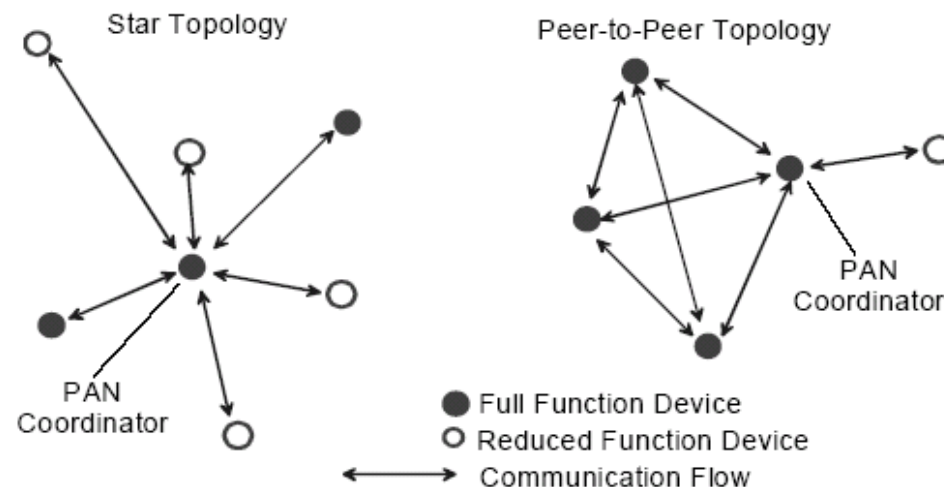 Star Topology
Peer-to-Peer Topology
PAN
Coordinator
PAN
Coordinator
Full Function Device
Reduced Function Device
Communication Flow